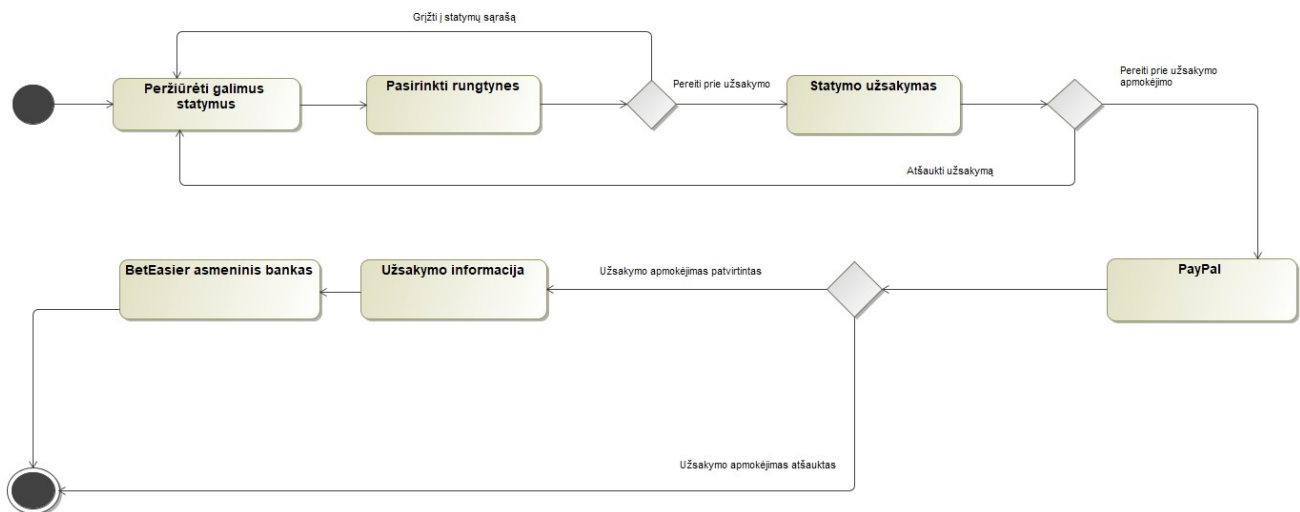 Grįžti į statymų sąrašą
Peržiūrėti galimus
statymus
Pasirinkti rungtynes
Pereiti prie užsakymo
Statymo užsakymas
Pereiti prie užsakymo
apmokėjimo
Atšaukti užsakymą
BetEasier asmeninis bankas
Užsakymo informacija
Užsakymo apmokėjimas patvirtintas
PayPal
Užsakymo apmokėjimas atšauktas